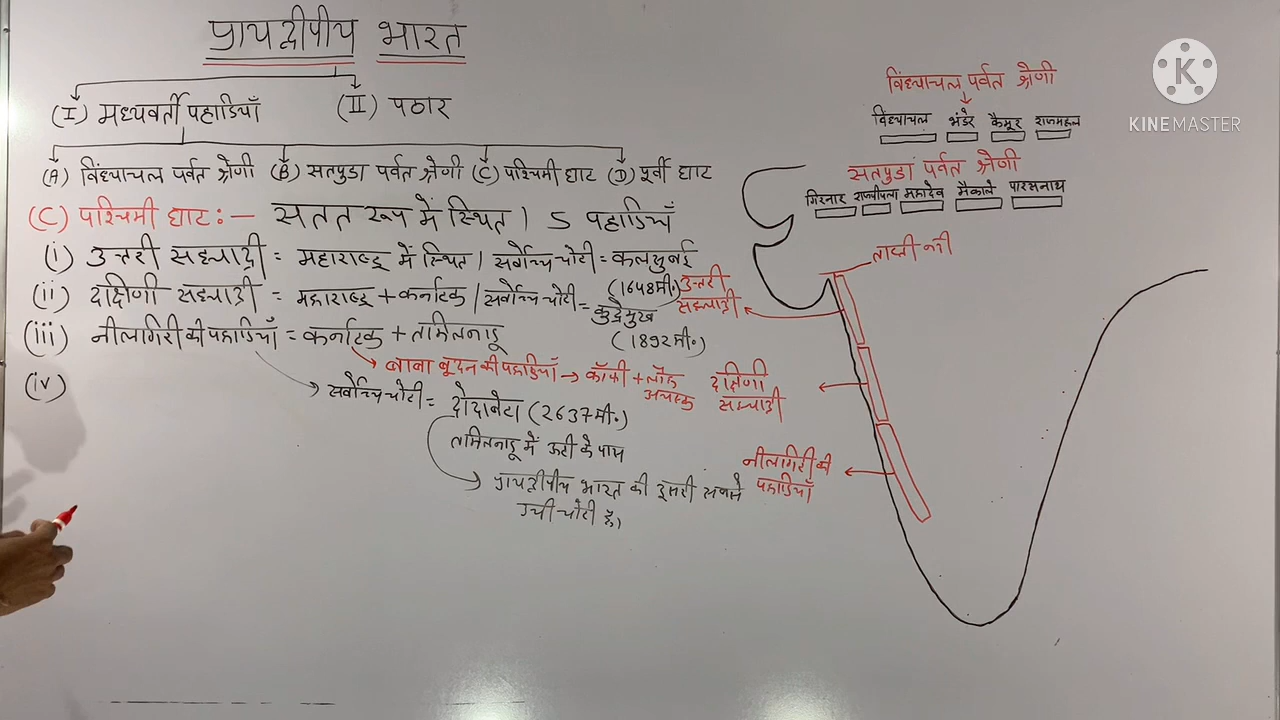 प्रायद्वीपीय भारत
(I) मध्यवर्ती पहाडियाँ (II) पठार
(A) विंध्याचल पर्वत श्रेणी (B) सतपुडा पर्वत श्रेणी (C) पश्चिमी घाट (D) पूर्वी घाट
(C) पश्चिमी घाट:— सतत रूप में स्थित। 5 पहाडियाँ
(i) उत्तरी सह्याद्री = महाराष्ट्र में स्थित। सर्वोच्च चोटी = कलसुबई
(1648मी॰)
(ii) दक्षिणी सह्याद्री = महाराष्ट्र + कर्नाटक। सर्वोच्च चोटी = कुद्रेमुख
(1892मी॰)
(iii) नीलगिरी की पहाडियाँ = कर्नाटक + तामिलनाडू
बाबा बूदन की पहाडियाँ → कॉफी + लौह
अयस्क
(iv)
सर्वोच्च चोटी = दोदाबेटा (2637मी॰)
तामिलनाडू में ऊटी के पास
प्रायद्वीपीय भारत की दूसरी सबसे
उची चोटी है।
विंध्याचल पर्वत श्रेणी
विंध्याचल भंडेर कैमूर राजमहल
सतपुडा पर्वत श्रेणी
गिरनार राजपीपला महादेव मैकाले पारसनाथ
ताप्ती नदी
उत्तरी
सह्याद्री
दक्षिणी
सह्याद्री
नीलगिरी की
पहाडियाँ
KINEMASTER